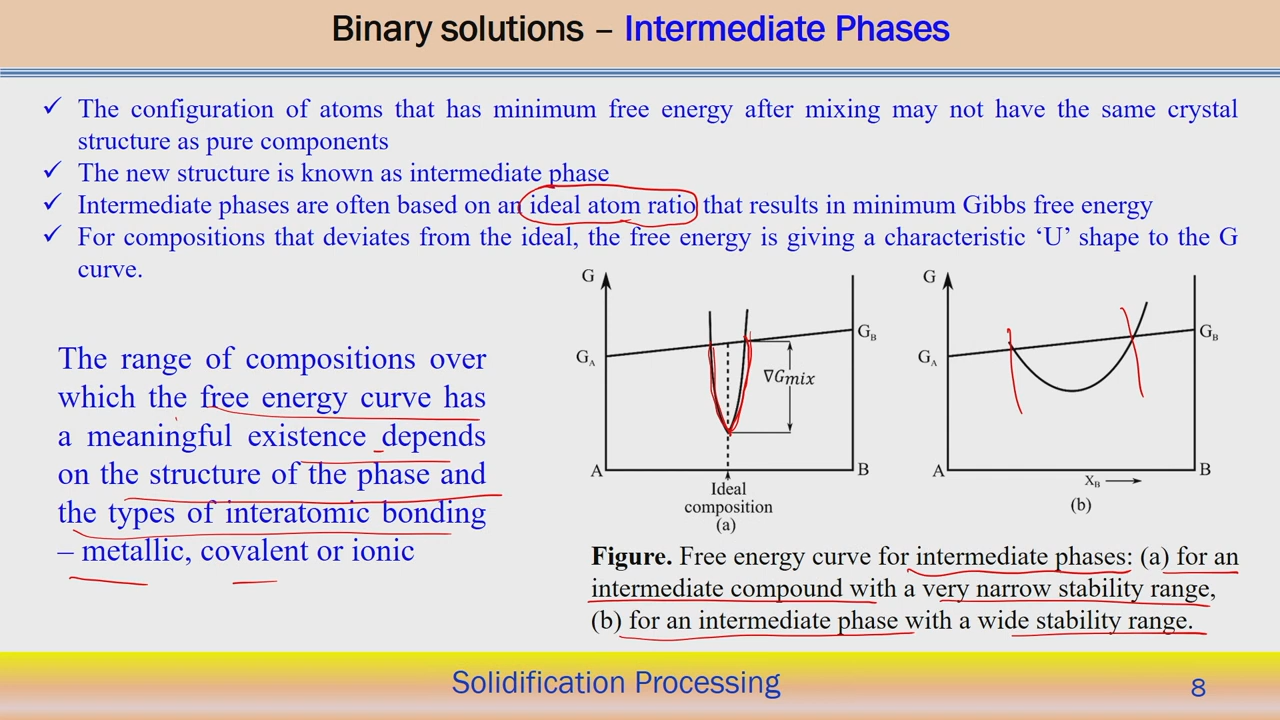 Binary solutions – Intermediate Phases
✓ The configuration of atoms that has minimum free energy after mixing may not have the same crystal
structure as pure components
✓ The new structure is known as intermediate phase
✓ Intermediate phases are often based on an ideal atom ratio that results in minimum Gibbs free energy
✓ For compositions that deviates from the ideal, the free energy is giving a characteristic ‘U’ shape to the G
curve.
The range of compositions over
which the free energy curve has
a meaningful existence depends
on the structure of the phase and
the types of interatomic bonding
– metallic, covalent or ionic
G
G_A
G_B
∇G_mix
A
B
Ideal
composition
(a)
G
G_A
G_B
A
B
X_B
(b)
Figure. Free energy curve for intermediate phases: (a) for an
intermediate compound with a very narrow stability range,
(b) for an intermediate phase with a wide stability range.
Solidification Processing
8